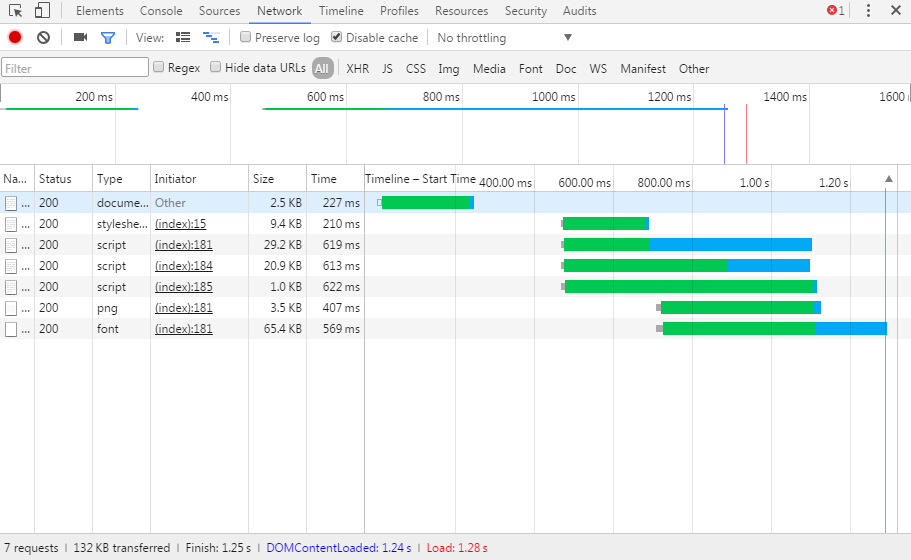 Elements Console Sources Network Timeline Profiles Resources Security Audits 1
View: Preserve log Disable cache No throttling
Filter Regex Hide data URLs All XHR JS CSS Img Media Font Doc WS Manifest Other
200 ms 400 ms 600 ms 800 ms 1000 ms 1200 ms 1400 ms 1600
Na... Status Type Initiator Size Time Timeline – Start Time 400.00 ms 600.00 ms 800.00 ms 1.00 s 1.20 s
... 200 docume... Other 2.5 KB 227 ms
... 200 styleshe... (index):15 9.4 KB 210 ms
... 200 script (index):181 29.2 KB 619 ms
... 200 script (index):184 20.9 KB 613 ms
... 200 script (index):185 1.0 KB 622 ms
... 200 png (index):181 3.5 KB 407 ms
... 200 font (index):181 65.4 KB 569 ms
7 requests | 132 KB transferred | Finish: 1.25 s | DOMContentLoaded: 1.24 s | Load: 1.28 s